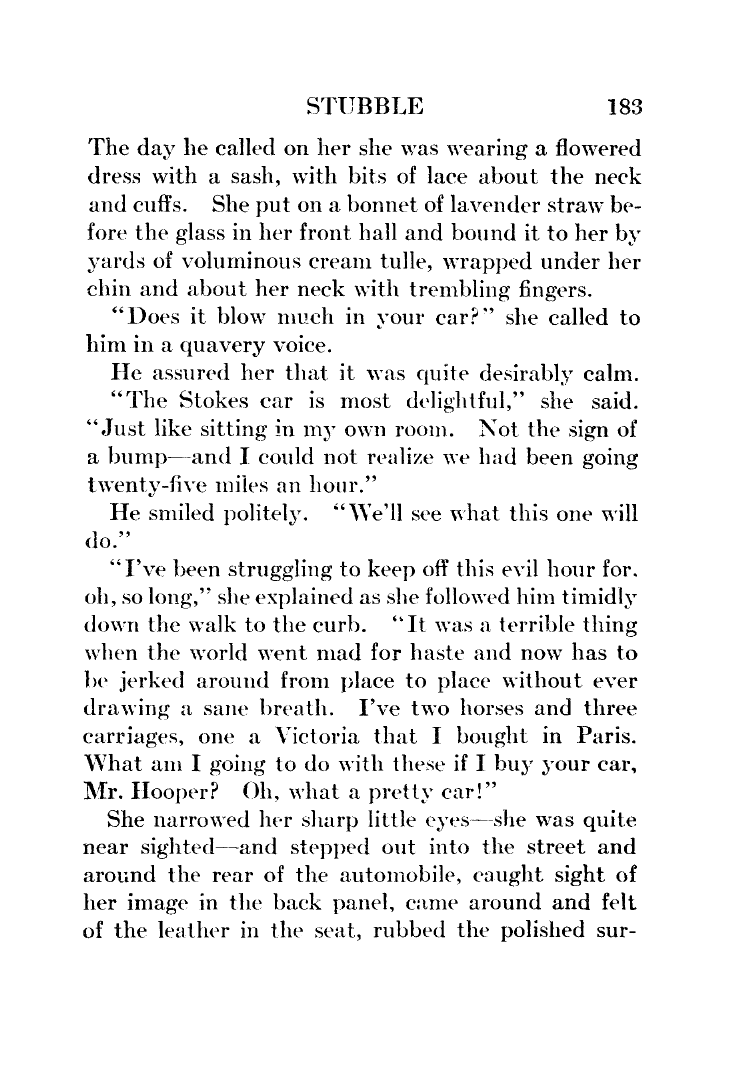 STUBBLE 183
The day he called on her she was wearing a flowered
dress with a sash, with bits of lace about the neck
and cuffs. She put on a bonnet of lavender straw be-
fore the glass in her front hall and bound it to her by
yards of voluminous cream tulle, wrapped under her
chin and about her neck with trembling fingers.
“Does it blow much in your car?” she called to
him in a quavery voice.
He assured her that it was quite desirably calm.
“The Stokes car is most delightful,” she said.
“Just like sitting in my own room. Not the sign of
a bump—and I could not realize we had been going
twenty-five miles an hour.”
He smiled politely. “We'll see what this one will
do.”
“I've been struggling to keep off this evil hour for.
oh, so long,” she explained as she followed him timidly
down the walk to the curb. “It was a terrible thing
when the world went mad for haste and now has to
be jerked around from place to place without ever
drawing a sane breath. I've two horses and three
carriages, one a Victoria that I bought in Paris.
What am I going to do with these if I buy your car,
Mr. Hooper? Oh, what a pretty car!”
She narrowed her sharp little eyes—she was quite
near sighted—and stepped out into the street and
around the rear of the automobile, caught sight of
her image in the back panel, came around and felt
of the leather in the seat, rubbed the polished sur-